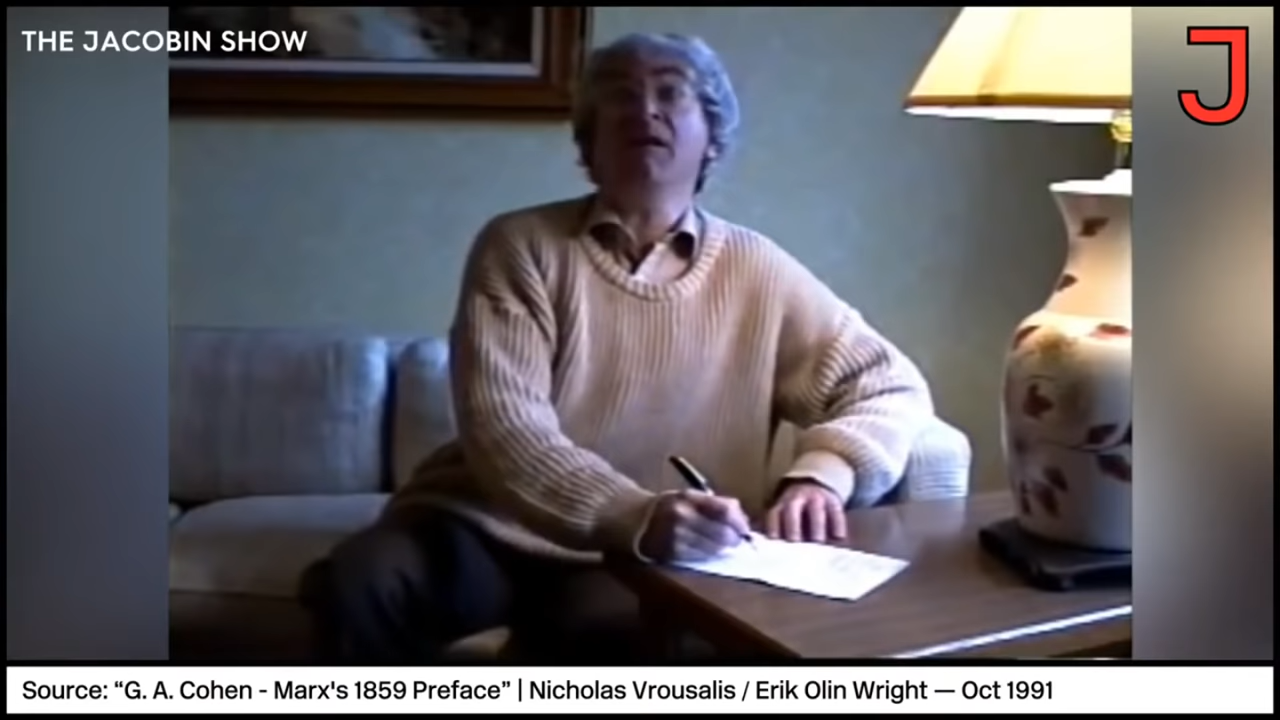 THE JACOBIN SHOW
J
Source: “G. A. Cohen - Marx's 1859 Preface” | Nicholas Vrousalis / Erik Olin Wright — Oct 1991